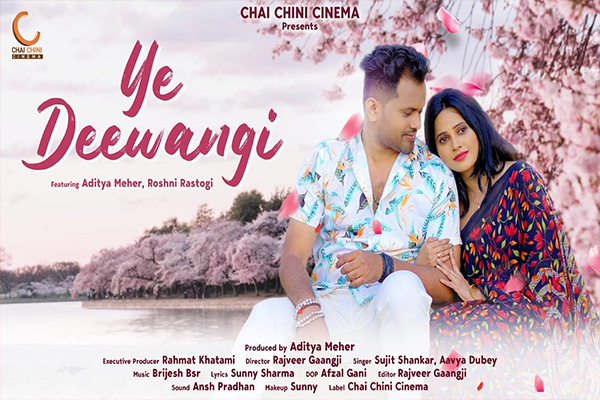 CHAI CHINI CINEMA
Presents
CHAI CHINI
CINEMA
Ye
Deewangi
Featuring Aditya Meher, Roshni Rastogi
Produced by Aditya Meher
Executive Producer Rahmat Khatami Director Rajveer Gaangji Singer Sujit Shankar, Aavya Dubey
Music Brijesh Bsr Lyrics Sunny Sharma DOP Afzal Gani Editor Rajveer Gaangji
Sound Ansh Pradhan Makeup Sunny Label Chai Chini Cinema